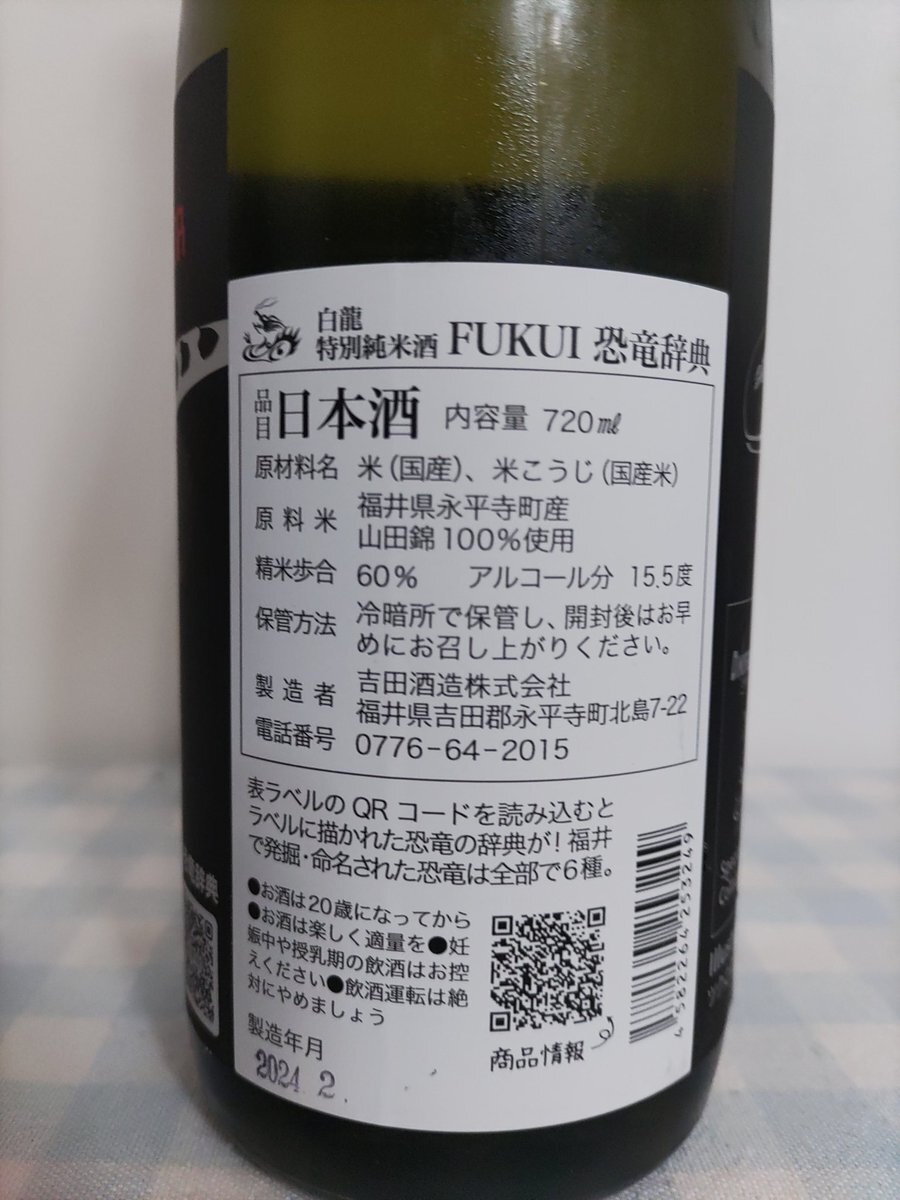 白龍
特別純米酒 FUKUI 恐竜辞典
品目 日本酒 内容量 720㎖
原材料名 米(国産)、米こうじ(国産米)
原料米 福井県永平寺町産
山田錦100%使用
精米歩合 60% アルコール分 15.5度
保管方法 冷暗所で保管し、開封後はお早
めにお召し上がりください。
製造者 吉田酒造株式会社
福井県吉田郡永平寺町北島7-22
電話番号 0776-64-2015
表ラベルのQRコードを読み込むと
ラベルに描かれた恐竜の辞典が!福井
で発掘・命名された恐竜は全部で6種。
●お酒は20歳になってから
●お酒は楽しく適量を●妊
娠中や授乳期の飲酒はお控
えください●飲酒運転は絶
対にやめましょう
製造年月
2024.2.
商品情報
4582264253249
辞典